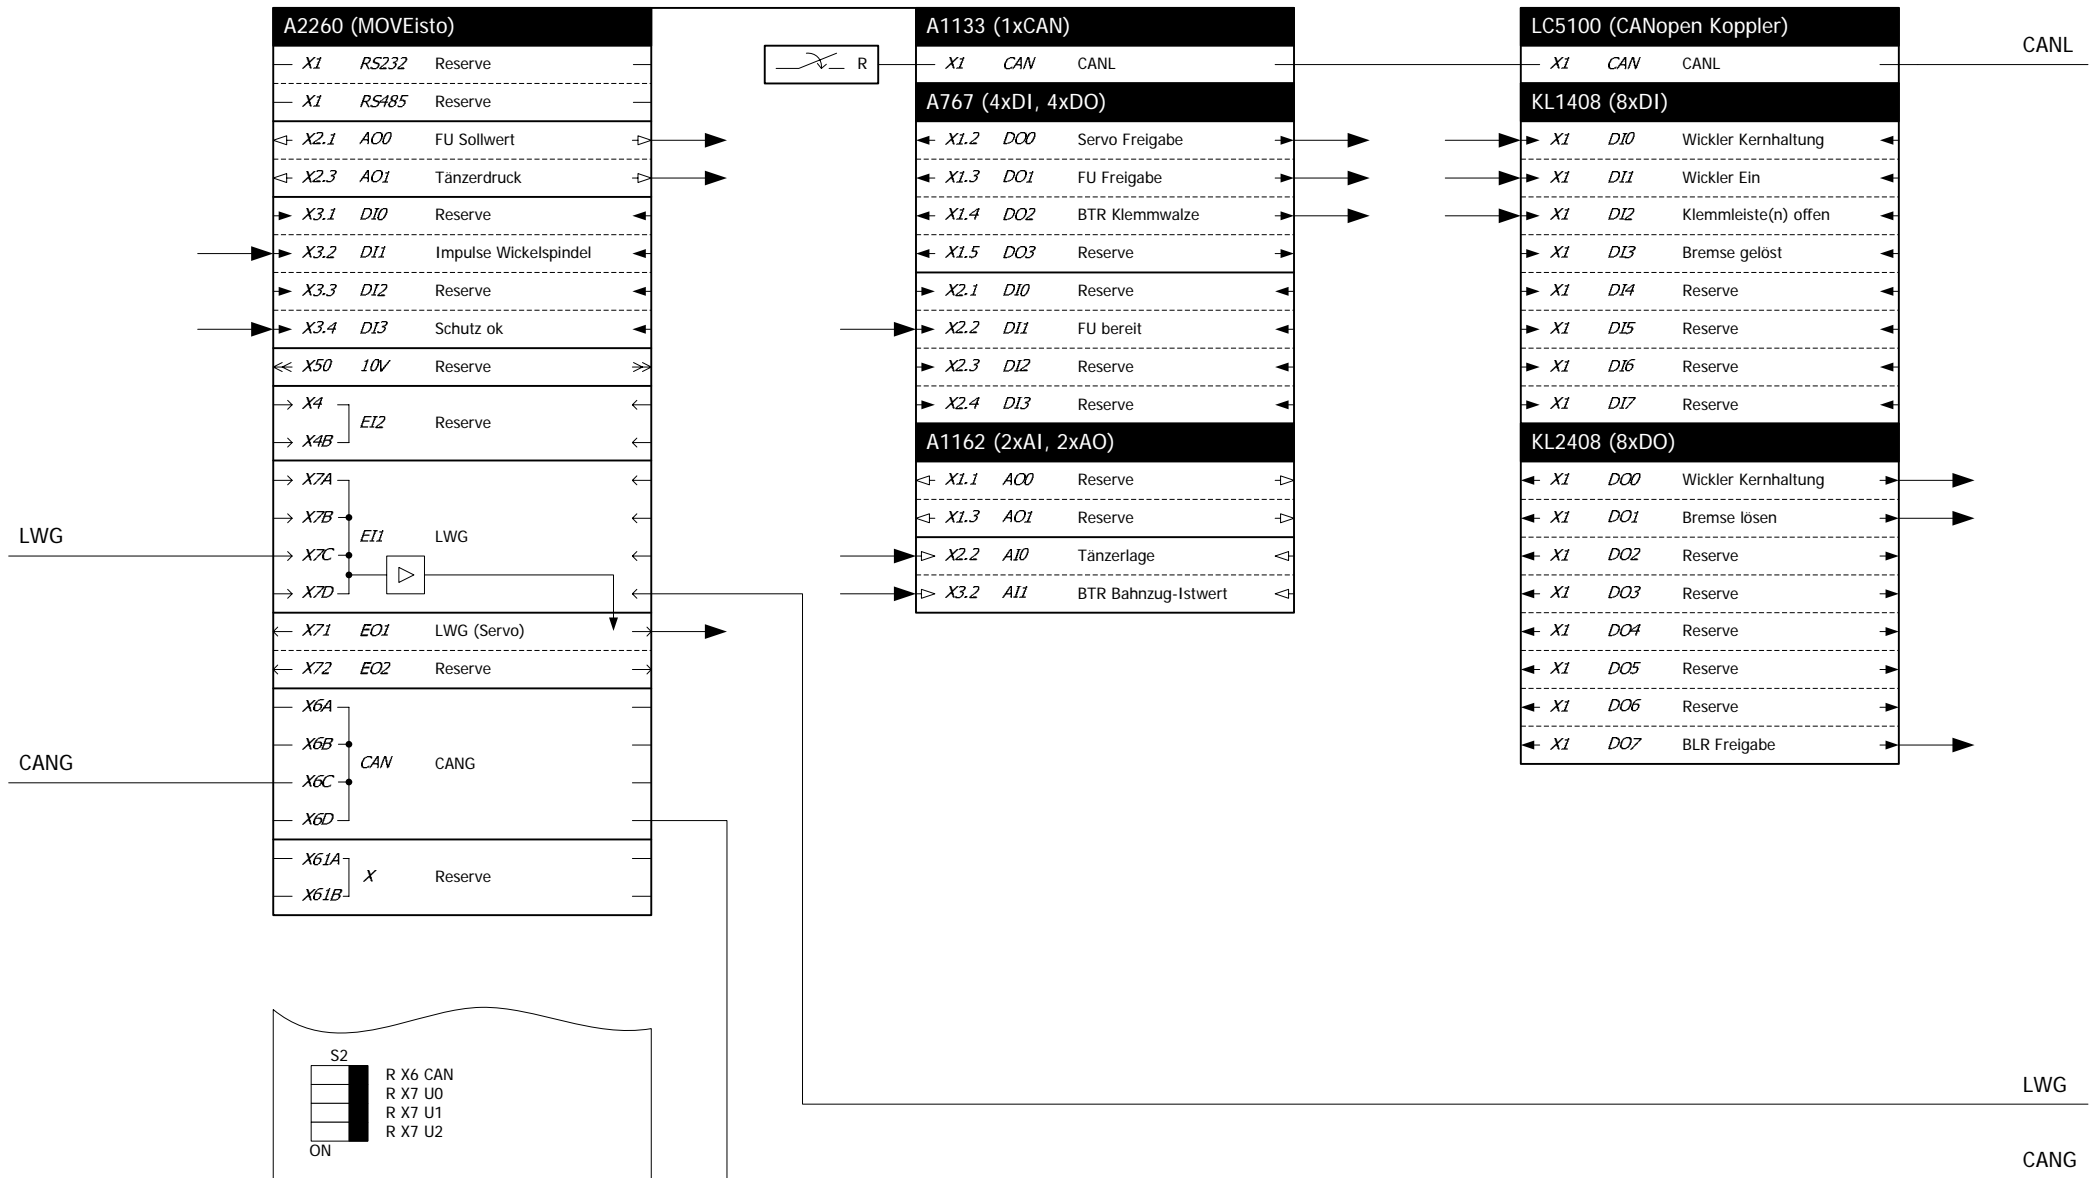 A2260 (MOVEisto)
X1 RS232 Reserve
X1 RS485 Reserve
X2.1 AO0 FU Sollwert
X2.3 AO1 Tänzerdruck
X3.1 DI0 Reserve
X3.2 DI1 Impulse Wickelspindel
X3.3 DI2 Reserve
X3.4 DI3 Schutz ok
X50 10V Reserve
X4
EI2 Reserve
X4B
X7A
X7B
LWG
EI1 LWG
X7C
X7D
X71 EO1 LWG (Servo)
X72 EO2 Reserve
X6A
X6B
CANG
CAN CANG
X6C
X6D
X61A
X Reserve
X61B
S2
R X6 CAN
R X7 U0
R X7 U1
R X7 U2
ON
R
A1133 (1xCAN)
X1 CAN CANL
A767 (4xDI, 4xDO)
X1.2 DO0 Servo Freigabe
X1.3 DO1 FU Freigabe
X1.4 DO2 BTR Klemmwalze
X1.5 DO3 Reserve
X2.1 DI0 Reserve
X2.2 DI1 FU bereit
X2.3 DI2 Reserve
X2.4 DI3 Reserve
A1162 (2xAI, 2xAO)
X1.1 AO0 Reserve
X1.3 AO1 Reserve
X2.2 AI0 Tänzerlage
X3.2 AI1 BTR Bahnzug-Istwert
LC5100 (CANopen Koppler)
CANL
X1 CAN CANL
KL1408 (8xDI)
X1 DI0 Wickler Kernhaltung
X1 DI1 Wickler Ein
X1 DI2 Klemmleiste(n) offen
X1 DI3 Bremse gelöst
X1 DI4 Reserve
X1 DI5 Reserve
X1 DI6 Reserve
X1 DI7 Reserve
KL2408 (8xDO)
X1 DO0 Wickler Kernhaltung
X1 DO1 Bremse lösen
X1 DO2 Reserve
X1 DO3 Reserve
X1 DO4 Reserve
X1 DO5 Reserve
X1 DO6 Reserve
X1 DO7 BLR Freigabe
LWG
CANG